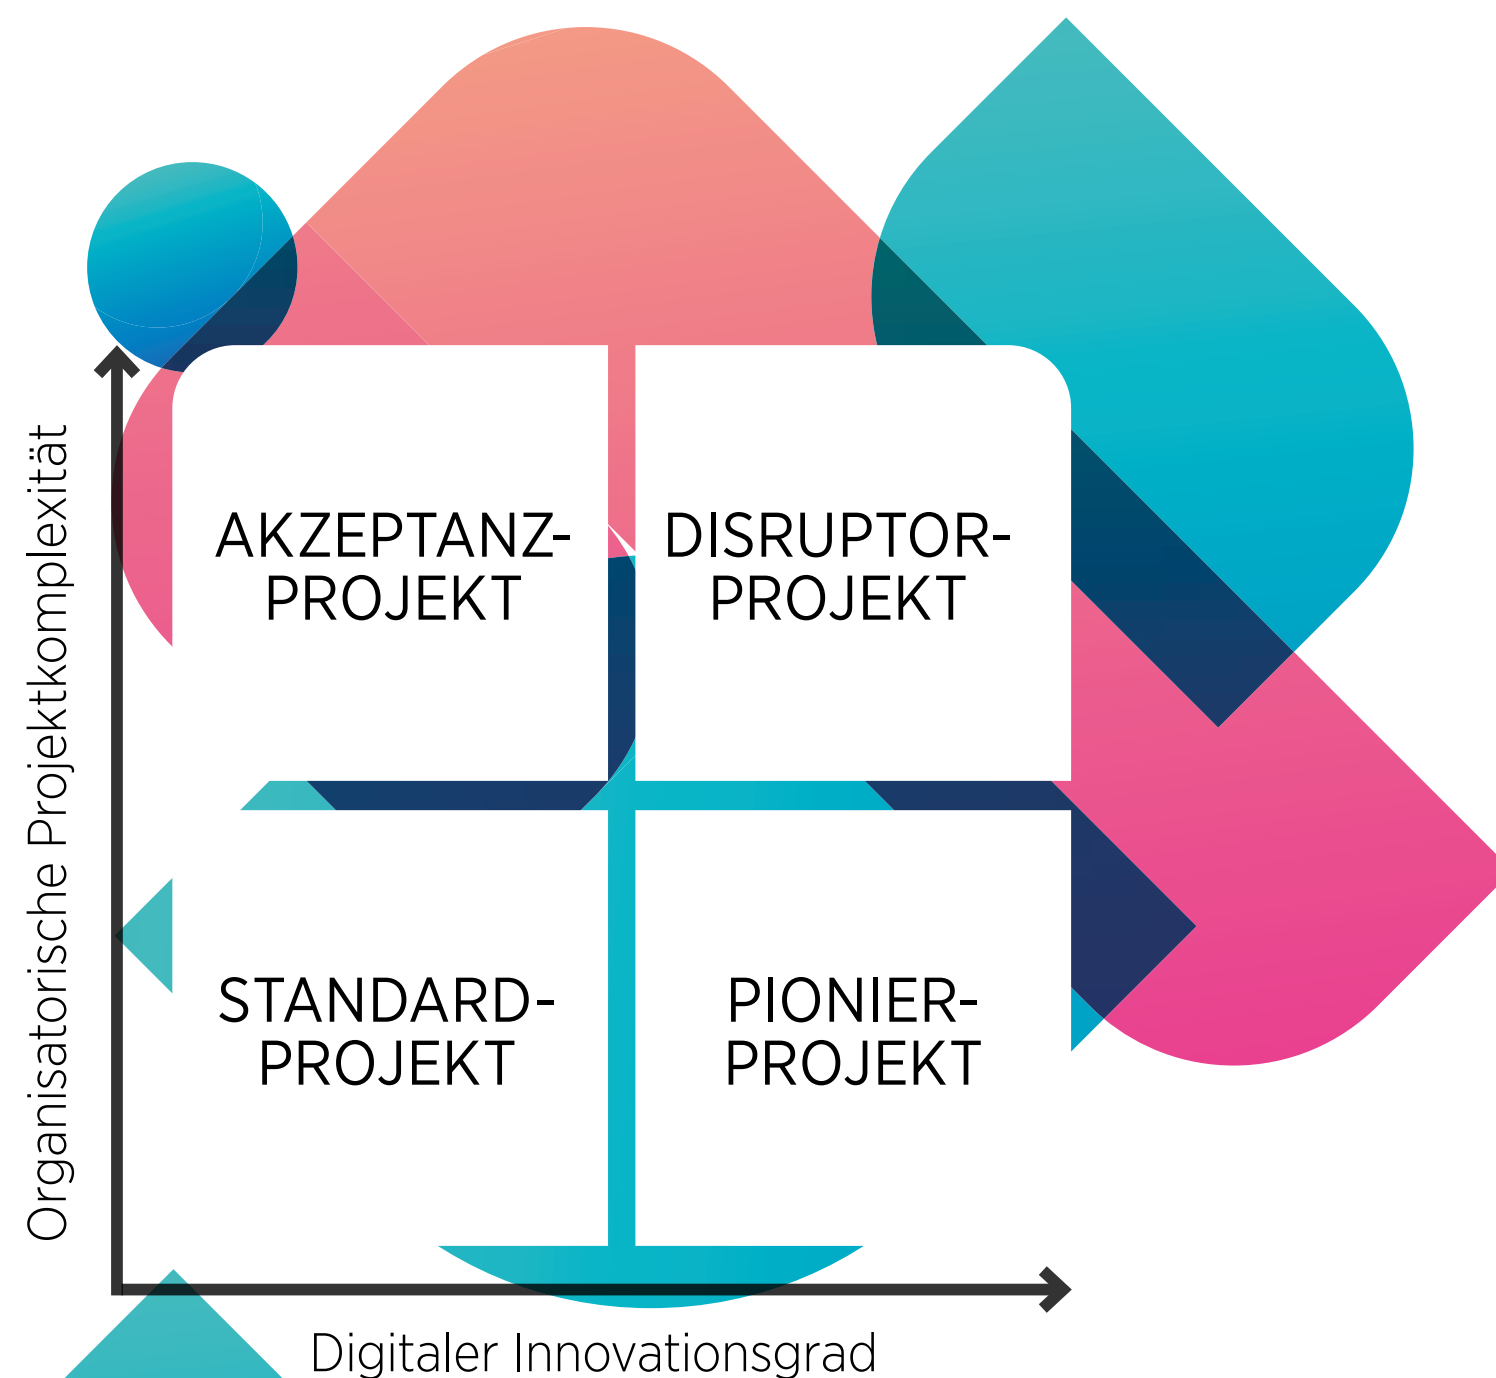 Organisatorische Projektkomplexität
AKZEPTANZ-
PROJEKT
DISRUPTOR-
PROJEKT
STANDARD-
PROJEKT
PIONIER-
PROJEKT
Digitaler Innovationsgrad